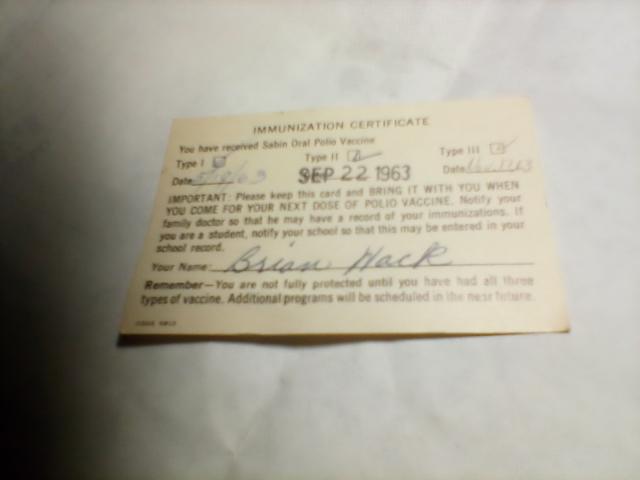 IMMUNIZATION CERTIFICATE
You have received Sabin Oral Polio Vaccine
Type I Type II Type III
Date 5/19/63 SEP 22 1963 Date
IMPORTANT: Please keep this card and BRING IT WITH YOU WHEN
YOU COME FOR YOUR NEXT DOSE OF POLIO VACCINE. Notify your
family doctor so that he may have a record of your immunizations. If
you are a student, notify your school so that this may be entered in your
school record.
Your Name: Brian Hack
Remember—You are not fully protected until you have had all three
types of vaccine. Additional programs will be scheduled in the near future.